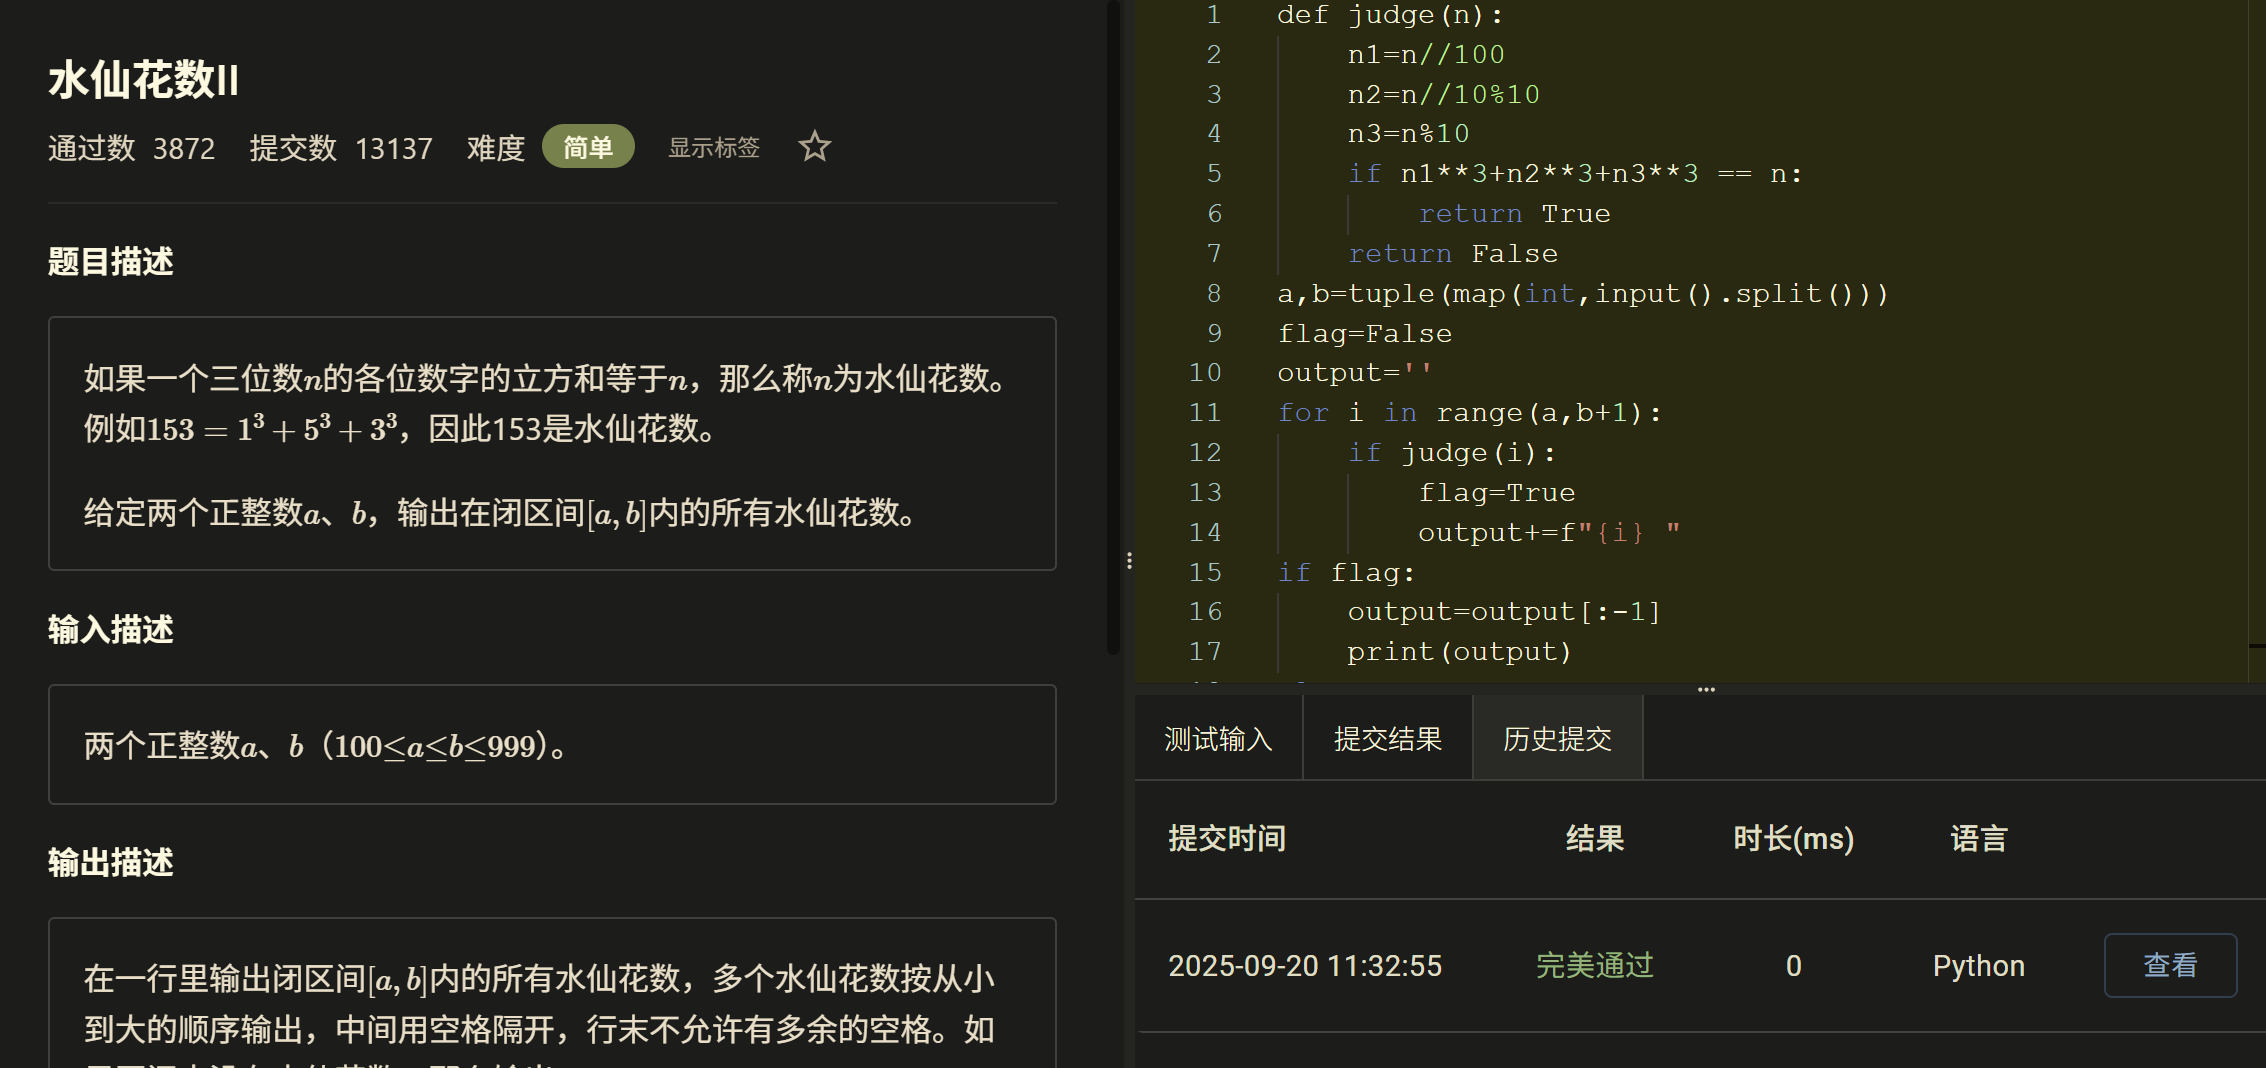 水仙花数II
通过数 3872 提交数 13137 难度 简单 显示标签
题目描述
如果一个三位数n的各位数字的立方和等于n，那么称n为水仙花数。
例如153 = 1³ + 5³ + 3³，因此153是水仙花数。
给定两个正整数a、b，输出在闭区间[a, b]内的所有水仙花数。
输入描述
两个正整数a、b（100≤a≤b≤999）。
输出描述
在一行里输出闭区间[a, b]内的所有水仙花数，多个水仙花数按从小
到大的顺序输出，中间用空格隔开，行末不允许有多余的空格。如
1 def judge(n):
2 n1=n//100
3 n2=n//10%10
4 n3=n%10
5 if n1**3+n2**3+n3**3 == n:
6 return True
7 return False
8 a,b=tuple(map(int,input().split()))
9 flag=False
10 output=''
11 for i in range(a,b+1):
12 if judge(i):
13 flag=True
14 output+=f"{i} "
15 if flag:
16 output=output[:-1]
17 print(output)
测试输入 提交结果 历史提交
提交时间 结果 时长(ms) 语言
2025-09-20 11:32:55 完美通过 0 Python 查看